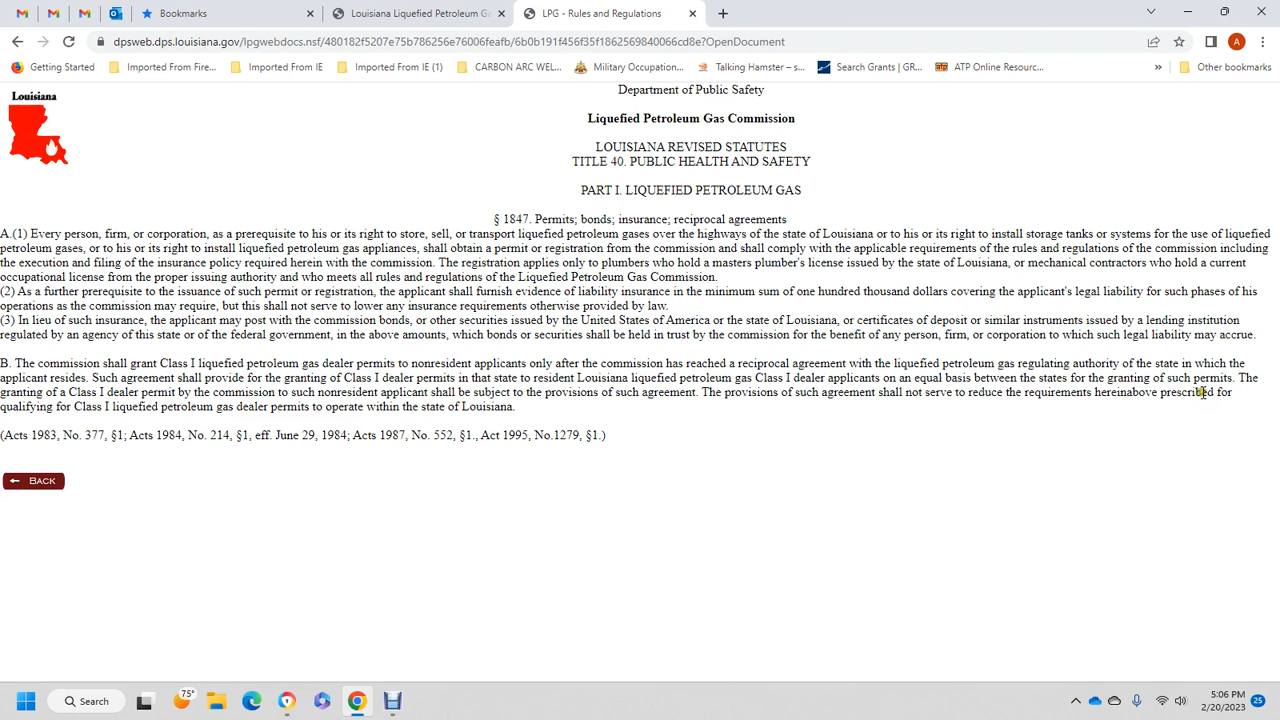 Bookmarks
Louisiana Liquefied Petroleum Ga
LPG - Rules and Regulations
dpsweb.dps.louisiana.gov/lpgwebdocs.nsf/480182f5207e75b786256e76006feafb/6b0b191f456f35f1862569840066cd8e?OpenDocument
A
Getting Started
Imported From Fire...
Imported From IE
Imported From IE (1)
CARBON ARC WEL...
Military Occupation...
Talking Hamster – s...
Search Grants | GR...
ATP Online Resourc...
»
Other bookmarks
Louisiana
Department of Public Safety
Liquefied Petroleum Gas Commission
LOUISIANA REVISED STATUTES
TITLE 40. PUBLIC HEALTH AND SAFETY
PART I. LIQUEFIED PETROLEUM GAS
§ 1847. Permits; bonds; insurance; reciprocal agreements
A.(1) Every person, firm, or corporation, as a prerequisite to his or its right to store, sell, or transport liquefied petroleum gases over the highways of the state of Louisiana or to his or its right to install storage tanks or systems for the use of liquefied
petroleum gases, or to his or its right to install liquefied petroleum gas appliances, shall obtain a permit or registration from the commission and shall comply with the applicable requirements of the rules and regulations of the commission including
the execution and filing of the insurance policy required herein with the commission. The registration applies only to plumbers who hold a masters plumber's license issued by the state of Louisiana, or mechanical contractors who hold a current
occupational license from the proper issuing authority and who meets all rules and regulations of the Liquefied Petroleum Gas Commission.
(2) As a further prerequisite to the issuance of such permit or registration, the applicant shall furnish evidence of liability insurance in the minimum sum of one hundred thousand dollars covering the applicant's legal liability for such phases of his
operations as the commission may require, but this shall not serve to lower any insurance requirements otherwise provided by law.
(3) In lieu of such insurance, the applicant may post with the commission bonds, or other securities issued by the United States of America or the state of Louisiana, or certificates of deposit or similar instruments issued by a lending institution
regulated by an agency of this state or of the federal government, in the above amounts, which bonds or securities shall be held in trust by the commission for the benefit of any person, firm, or corporation to which such legal liability may accrue.
B. The commission shall grant Class I liquefied petroleum gas dealer permits to nonresident applicants only after the commission has reached a reciprocal agreement with the liquefied petroleum gas regulating authority of the state in which the
applicant resides. Such agreement shall provide for the granting of Class I dealer permits in that state to resident Louisiana liquefied petroleum gas Class I dealer applicants on an equal basis between the states for the granting of such permits. The
granting of a Class I dealer permit by the commission to such nonresident applicant shall be subject to the provisions of such agreement. The provisions of such agreement shall not serve to reduce the requirements hereinabove prescribed for
qualifying for Class I liquefied petroleum gas dealer permits to operate within the state of Louisiana.
(Acts 1983, No. 377, §1; Acts 1984, No. 214, §1, eff. June 29, 1984; Acts 1987, No. 552, §1., Act 1995, No.1279, §1.)
BACK
Search
75°
5:06 PM
2/20/2023
25